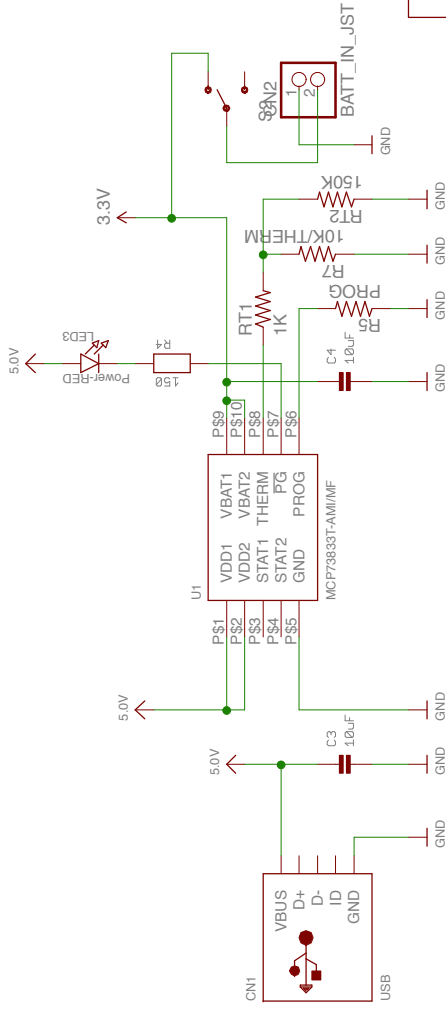 CN1
VBUS
D+
D-
ID
GND
USB
5.0V
C3
10uF
GND
GND
5.0V
GND
U1
P$1
P$2
P$3
P$4
P$5
VDD1
VDD2
STAT1
STAT2
GND
VBAT1
VBAT2
THERM
PG
PROG
P$9
P$10
P$8
P$7
P$6
MCP73833T-AMI/MF
5.0V
LED3
Power-RED
R4
150
C4
10uF
GND
3.3V
RT1
1K
R5
PROG
GND
R7
10K/THERM
GND
RT2
150K
GND
GND
1
2
BATT_IN_JST